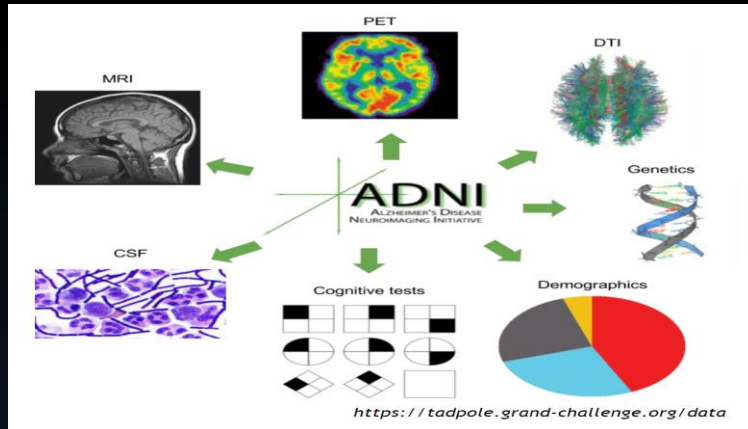 PET
DTI
MRI
Genetics
ADNI
ALZHEIMER'S DISEASE
NEUROIMAGING INITIATIVE
CSF
Cognitive tests
Demographics
https://tadpole.grand-challenge.org/data